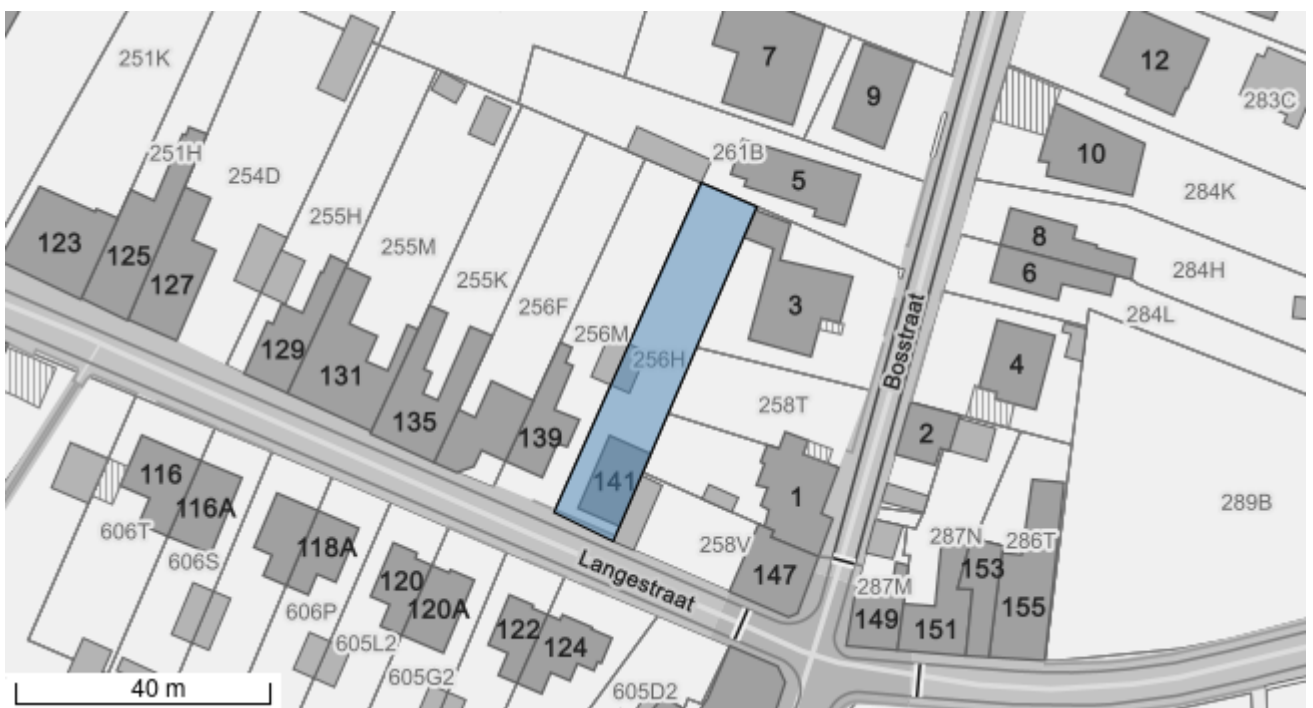 251K
7
12
9
283C
251H
261B
10
254D
5
284K
255H
8
123
125
255M
6
284H
127
255K
3
256F
284L
256M
129
256H
4
131
Bosstraat
258T
135
2
139
116
141
1
116A
289B
606T
118A
258V
287N
286T
606S
Langestraat
153
120
147
287M
606P
120A
149
151
155
122
605L2
124
605G2
605D2
40 m